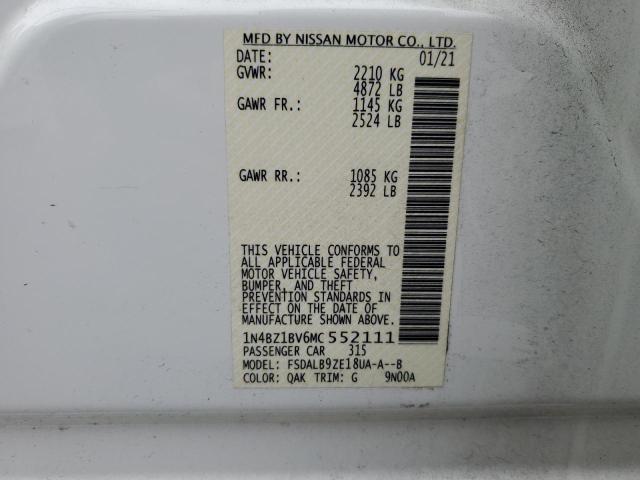 MFD BY NISSAN MOTOR CO., LTD.
DATE: 01/21
GVWR: 2210 KG
4872 LB
GAWR FR.: 1145 KG
2524 LB
GAWR RR.: 1085 KG
2392 LB
THIS VEHICLE CONFORMS TO
ALL APPLICABLE FEDERAL
MOTOR VEHICLE SAFETY,
BUMPER, AND THEFT
PREVENTION STANDARDS IN
EFFECT ON THE DATE OF
MANUFACTURE SHOWN ABOVE.
1N4BZ1BV6MC552111
PASSENGER CAR 315
MODEL: FSDALB9ZE18UA-A--B
COLOR: QAK TRIM: G 9N00A